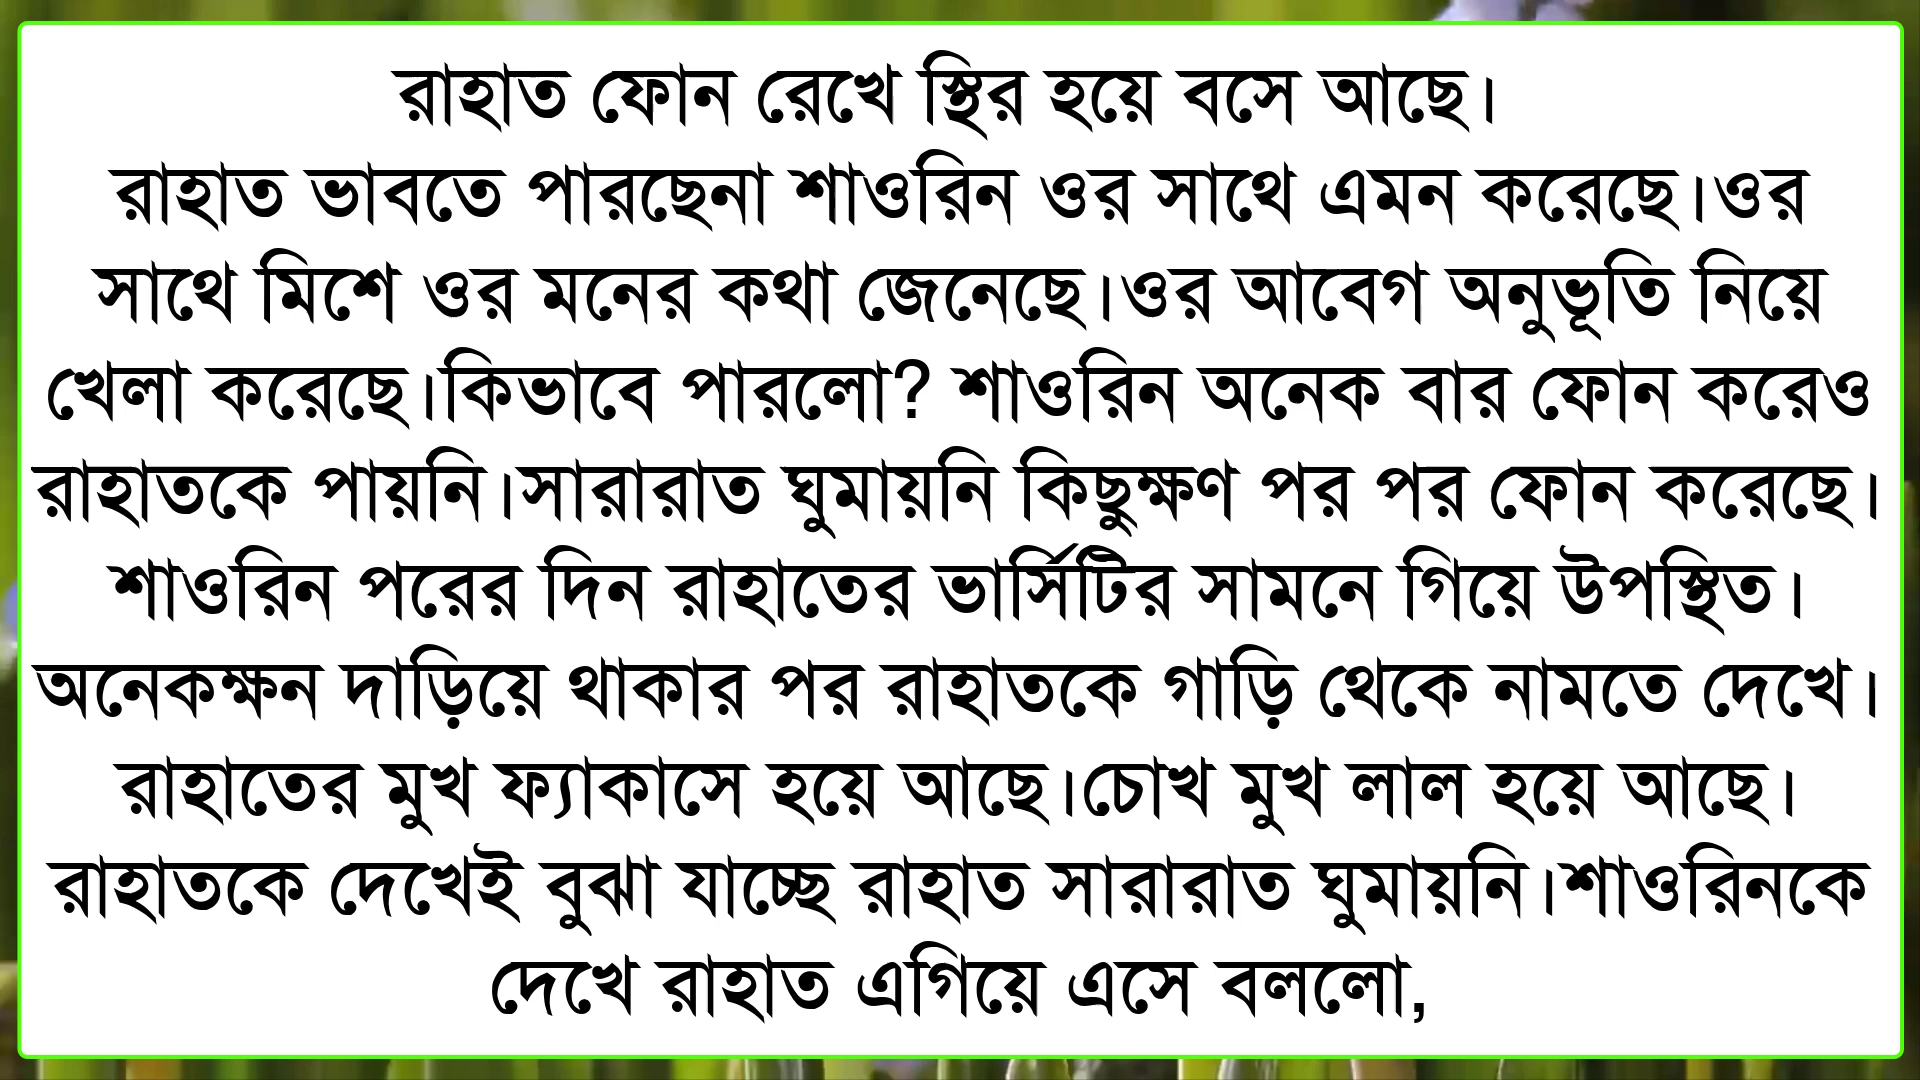 রাহাত ফোন রেখে স্থির হয়ে বসে আছে।
রাহাত ভাবতে পারছেনা শাওরিন ওর সাথে এমন করেছে।ওর
সাথে মিশে ওর মনের কথা জেনেছে।ওর আবেগ অনুভূতি নিয়ে
খেলা করেছে।কিভাবে পারলো? শাওরিন অনেক বার ফোন করেও
রাহাতকে পায়নি।সারারাত ঘুমায়নি কিছুক্ষণ পর পর ফোন করেছে।
শাওরিন পরের দিন রাহাতের ভার্সিটির সামনে গিয়ে উপস্থিত।
অনেকক্ষন দাড়িয়ে থাকার পর রাহাতকে গাড়ি থেকে নামতে দেখে।
রাহাতের মুখ ফ্যাকাসে হয়ে আছে।চোখ মুখ লাল হয়ে আছে।
রাহাতকে দেখেই বুঝা যাচ্ছে রাহাত সারারাত ঘুমায়নি।শাওরিনকে
দেখে রাহাত এগিয়ে এসে বললো,